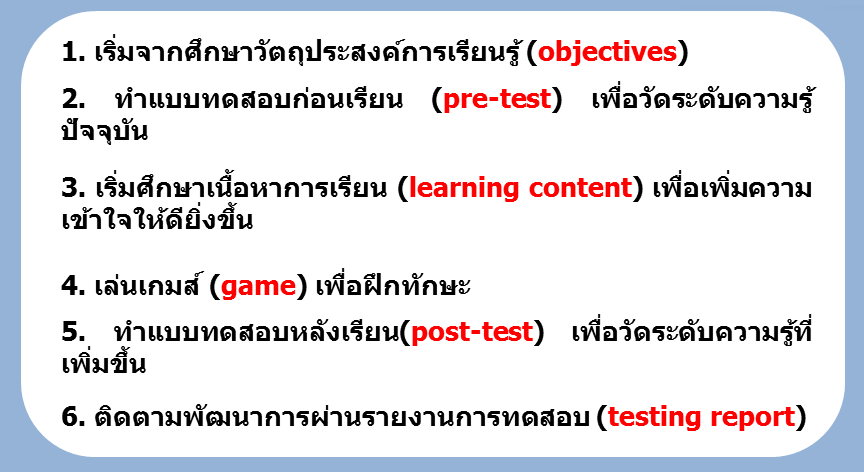 1. เริ่มจากศึกษาวัตถุประสงค์การเรียนรู้ (objectives)
2. ทำแบบทดสอบก่อนเรียน (pre-test) เพื่อวัดระดับความรู้
ปัจจุบัน
3. เริ่มศึกษาเนื้อหาการเรียน (learning content) เพื่อเพิ่มความ
เข้าใจให้ดียิ่งขึ้น
4. เล่นเกมส์ (game) เพื่อฝึกทักษะ
5. ทำแบบทดสอบหลังเรียน(post-test) เพื่อวัดระดับความรู้ที่
เพิ่มขึ้น
6. ติดตามพัฒนาการผ่านรายงานการทดสอบ (testing report)